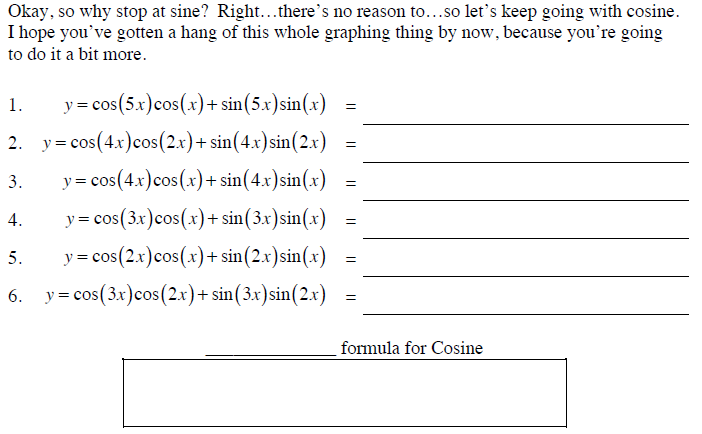 Okay, so why stop at sine? Right…there's no reason to…so let's keep going with cosine.
I hope you've gotten a hang of this whole graphing thing by now, because you're going
to do it a bit more.
1. y = cos(5x)cos(x) + sin(5x)sin(x) = ____________
2. y = cos(4x)cos(2x) + sin(4x)sin(2x) = ____________
3. y = cos(4x)cos(x) + sin(4x)sin(x) = ____________
4. y = cos(3x)cos(x) + sin(3x)sin(x) = ____________
5. y = cos(2x)cos(x) + sin(2x)sin(x) = ____________
6. y = cos(3x)cos(2x) + sin(3x)sin(2x) = ____________
____________ formula for Cosine